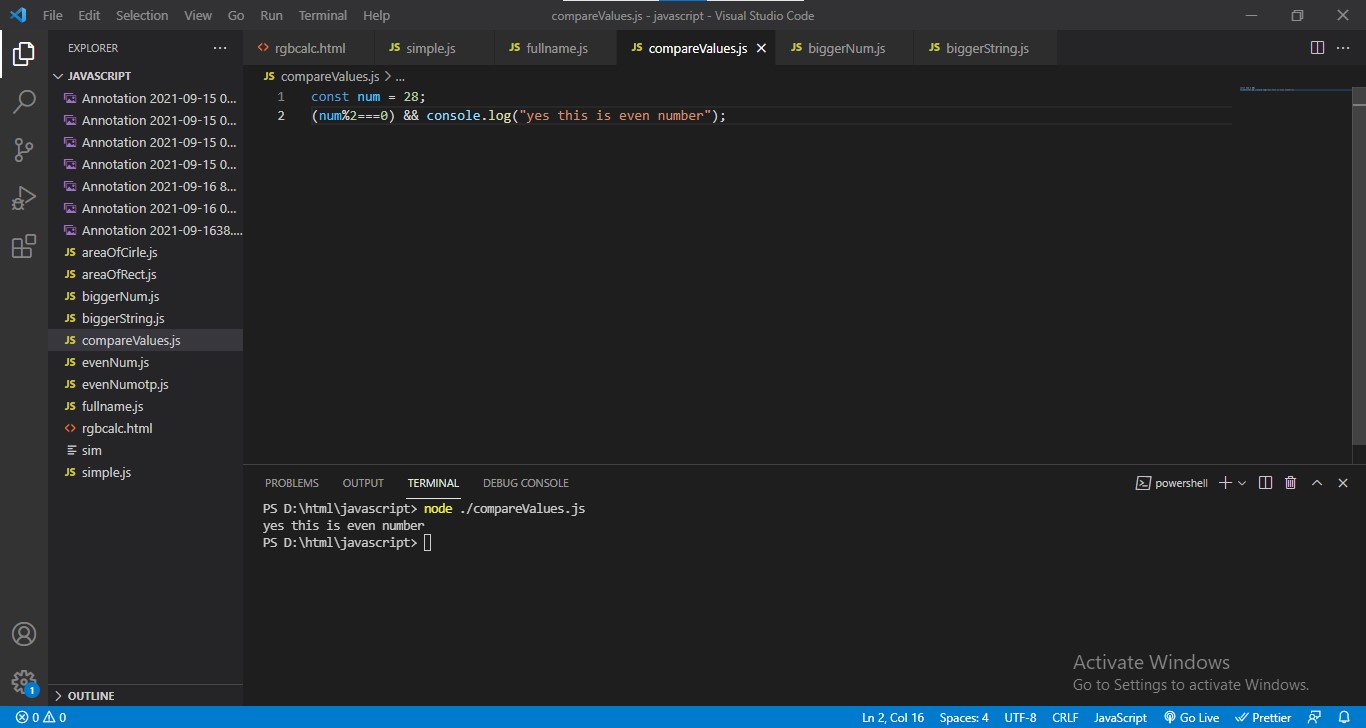 File Edit Selection View Go Run Terminal Help compareValues.js - javascript - Visual Studio Code
EXPLORER ...
rgbcalc.html JS simple.js JS fullname.js JS compareValues.js JS biggerNum.js JS biggerString.js
JAVASCRIPT
Annotation 2021-09-15 0...
Annotation 2021-09-15 0...
Annotation 2021-09-15 0...
Annotation 2021-09-15 0...
Annotation 2021-09-16 8...
Annotation 2021-09-16 0...
Annotation 2021-09-1638....
JS areaOfCirle.js
JS areaOfRect.js
JS biggerNum.js
JS biggerString.js
JS compareValues.js
JS evenNum.js
JS evenNumotp.js
JS fullname.js
<> rgbcalc.html
sim
JS simple.js
OUTLINE
JS compareValues.js > ...
1 const num = 28;
2 (num%2===0) && console.log("yes this is even number");
PROBLEMS OUTPUT TERMINAL DEBUG CONSOLE powershell
PS D:\html\javascript> node ./compareValues.js
yes this is even number
PS D:\html\javascript>
Activate Windows
Go to Settings to activate Windows.
1
0 0 Ln 2, Col 16 Spaces: 4 UTF-8 CRLF JavaScript Go Live Prettier